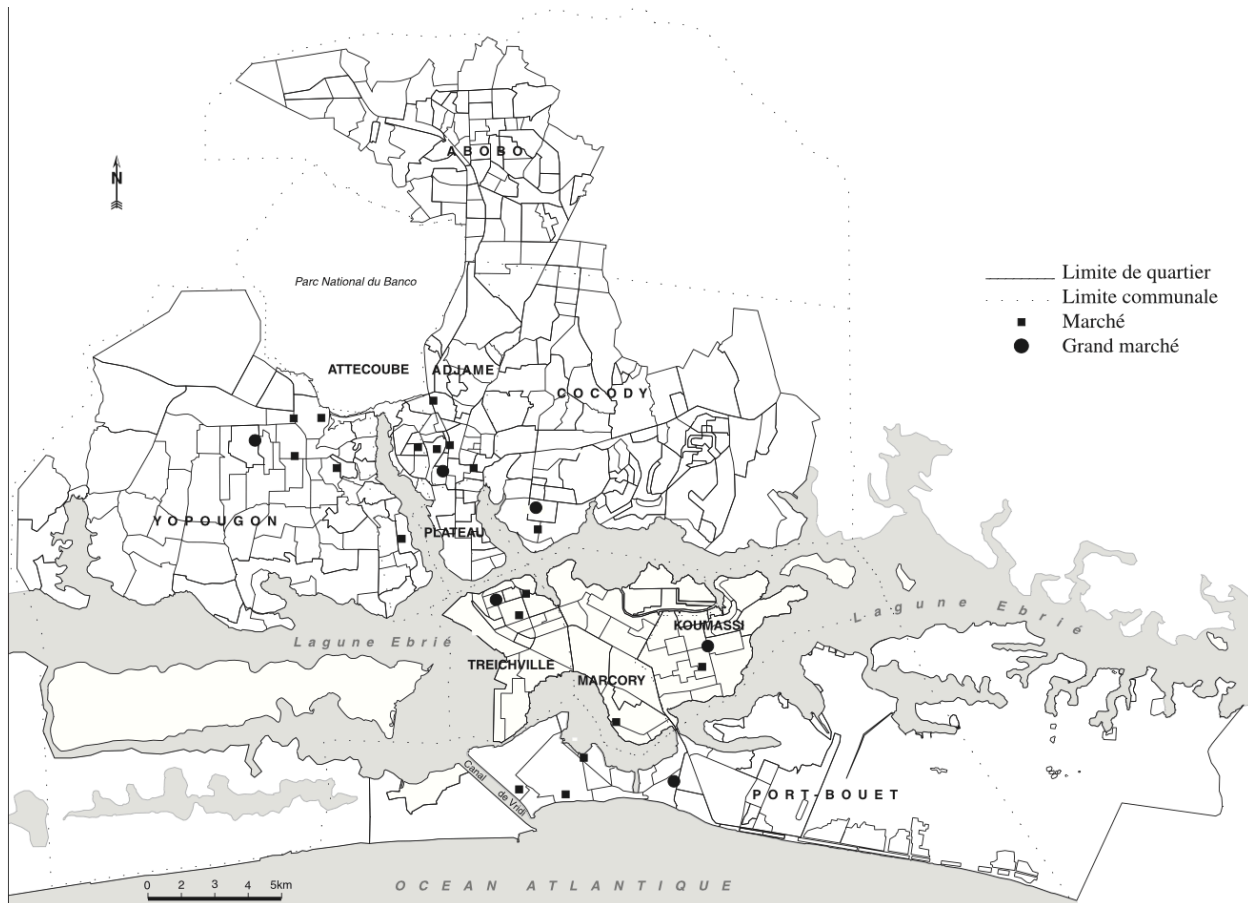 ABOBO
N
Parc National du Banco
Limite de quartier
Limite communale
Marché
Grand marché
ATTECOUBE
ADJAME
COCODY
YOPOUGON
PLATEAU
Lagune Ebrié
KOUMASSI
Lagune Ebrié
TREICHVILLE
MARCORY
Canal
de Vridi
PORT-BOUET
0 2 4 5km
OCEAN ATLANTIQUE